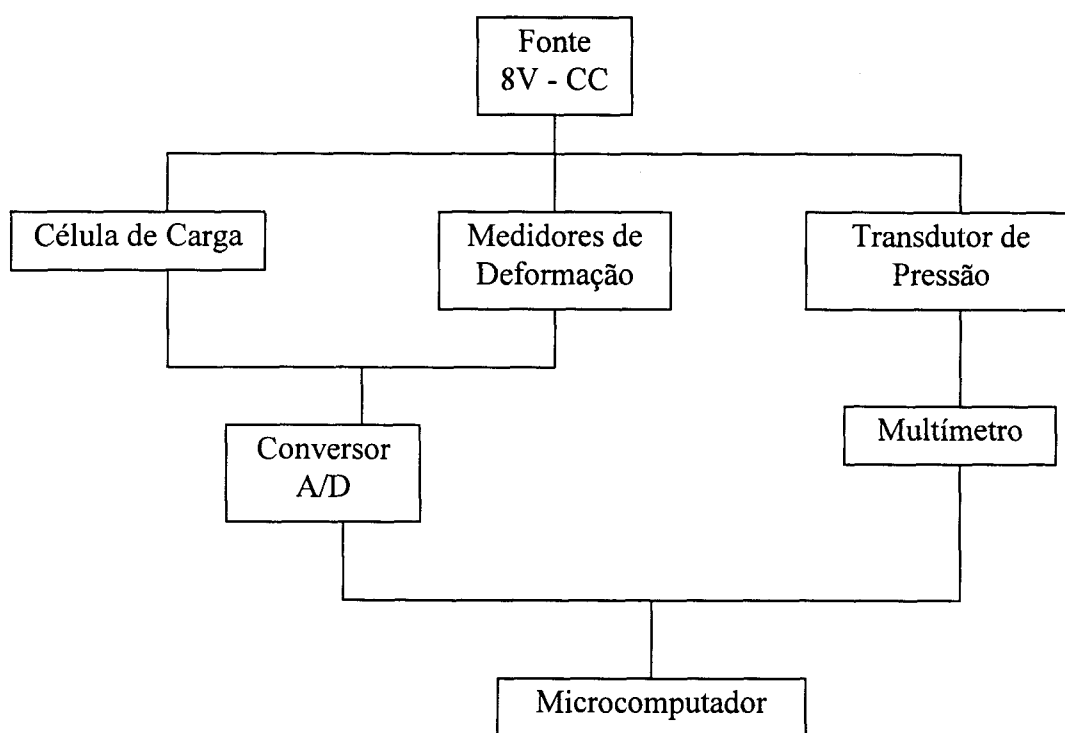 Fonte
8V - CC
Célula de Carga
Medidores de
Deformação
Transdutor de
Pressão
Multímetro
Conversor
A/D
Microcomputador